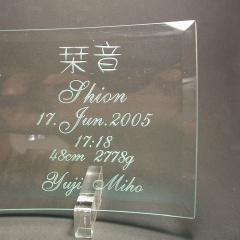 栞音
Shion
17. Jun. 2005
17:18
48cm 2778g
Yuji Miho